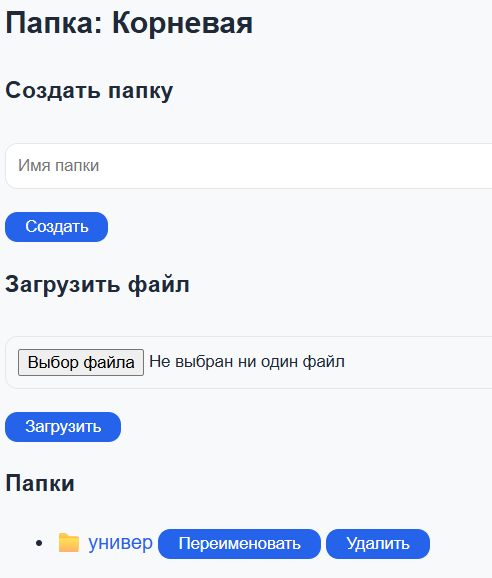 Папка: Корневая
Создать папку
Имя папки
Создать
Загрузить файл
Выбор файла Не выбран ни один файл
Загрузить
Папки
универ Переименовать Удалить